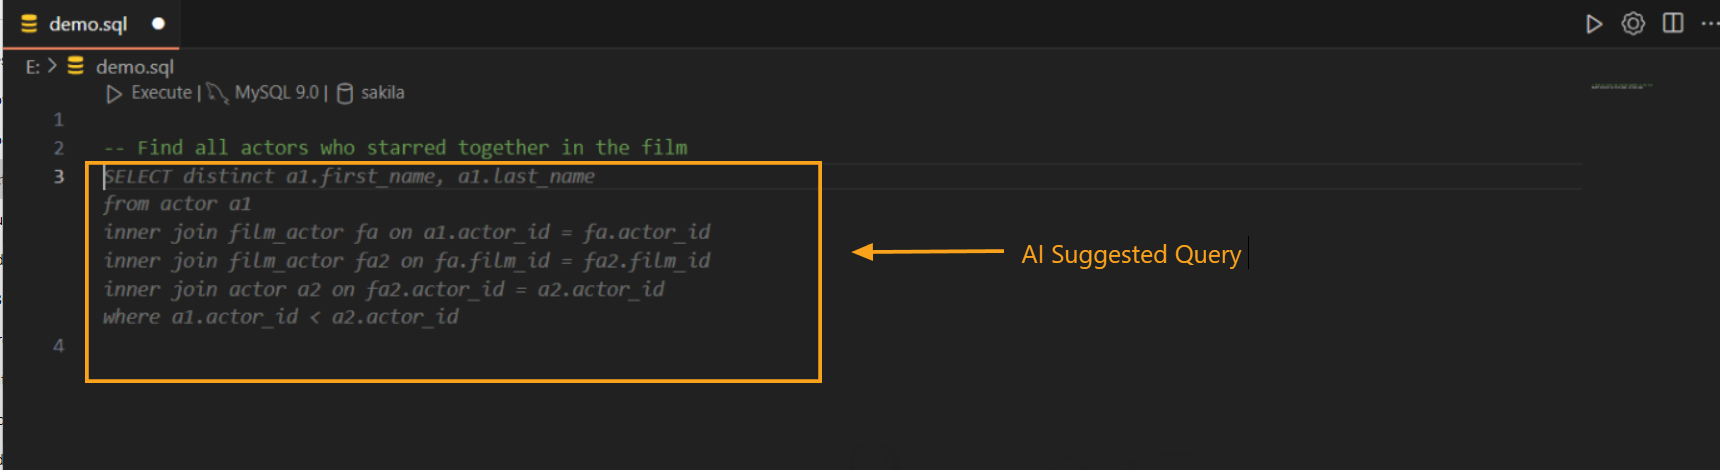 demo.sql
E: > demo.sql
Execute | MySQL 9.0 | sakila
1
2 -- Find all actors who starred together in the film
3 SELECT distinct a1.first_name, a1.last_name
from actor a1
inner join film_actor fa on a1.actor_id = fa.actor_id
inner join film_actor fa2 on fa.film_id = fa2.film_id
inner join actor a2 on fa2.actor_id = a2.actor_id
where a1.actor_id < a2.actor_id
4
AI Suggested Query